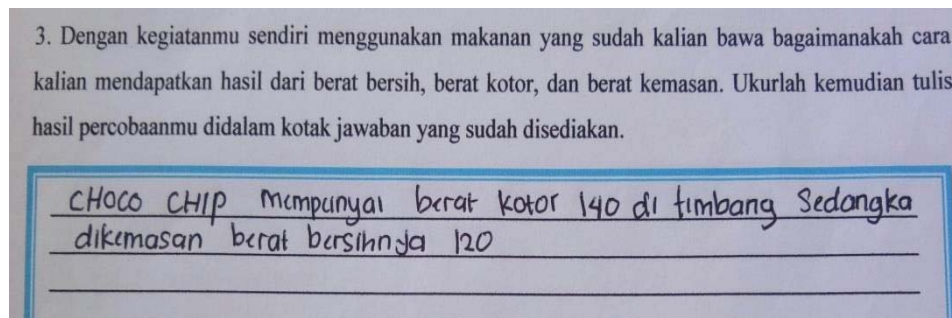 3. Dengan kegiatanmu sendiri menggunakan makanan yang sudah kalian bawa bagaimanakah cara
kalian mendapatkan hasil dari berat bersih, berat kotor, dan berat kemasan. Ukurlah kemudian tulis
hasil percobaanmu didalam kotak jawaban yang sudah disediakan.
CHOCO CHIP mempunyai berat kotor 140 di timbang Sedangka
dikemasan berat bersihnya 120